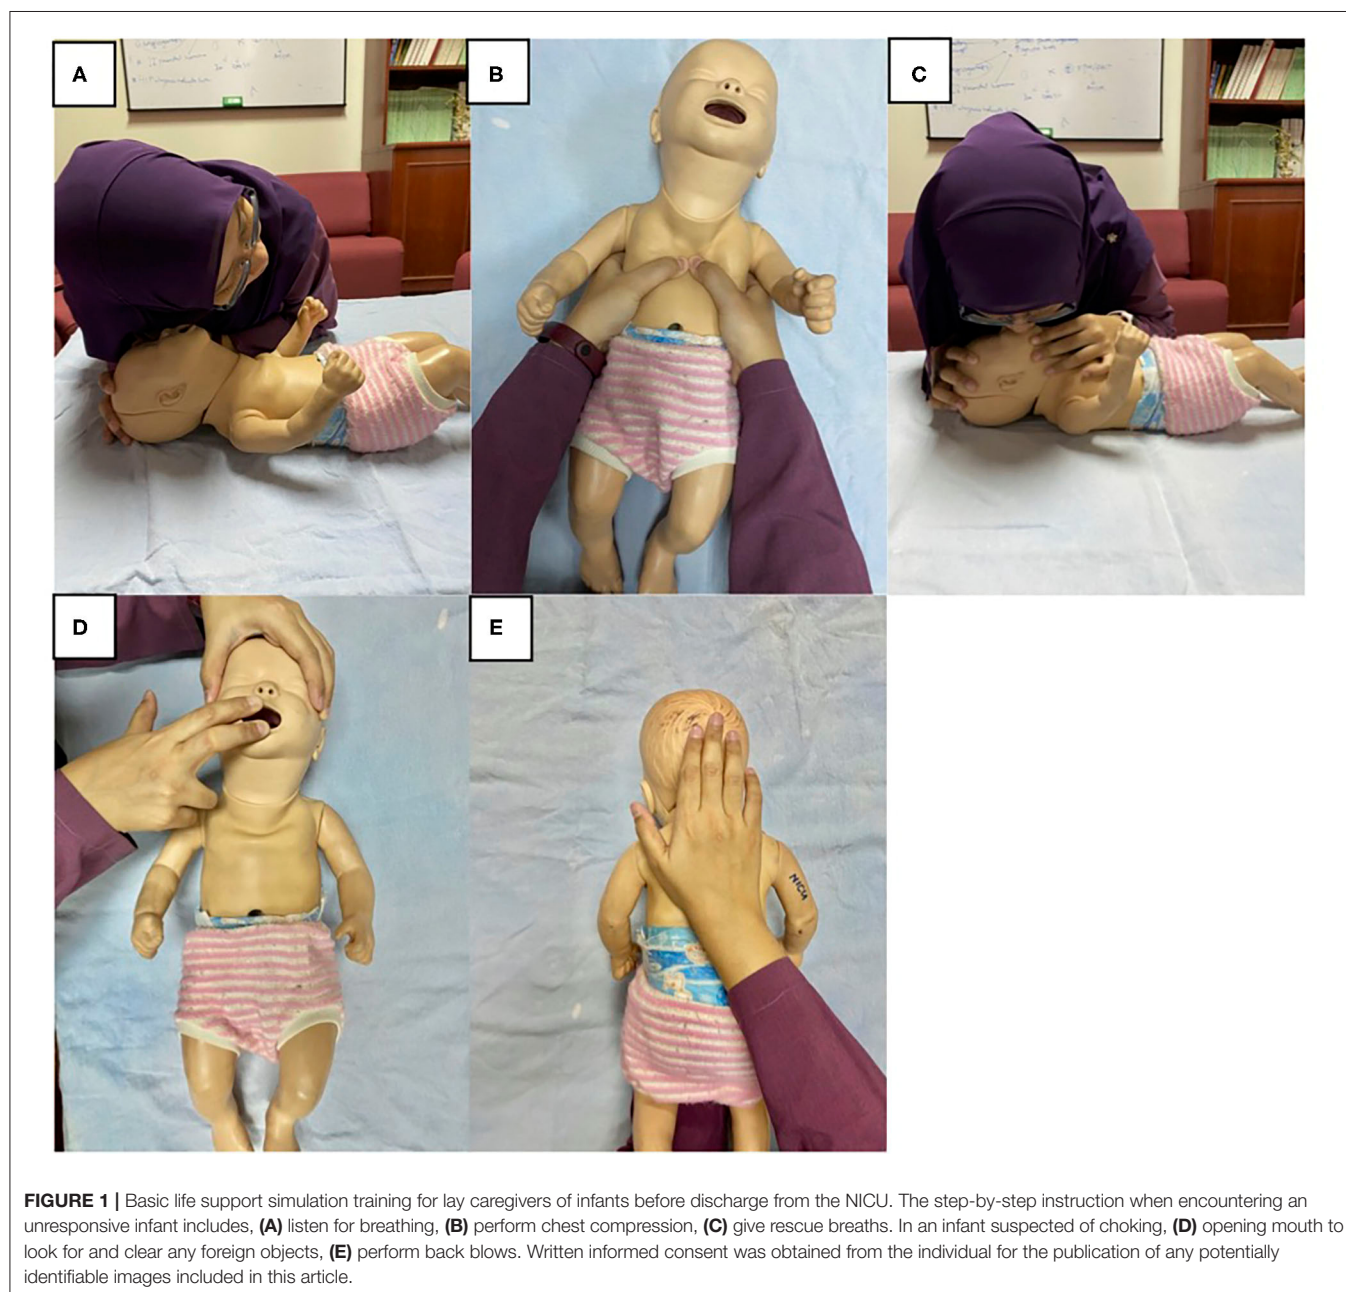 A
B
C
D
E
NICU
FIGURE 1 | Basic life support simulation training for lay caregivers of infants before discharge from the NICU. The step-by-step instruction when encountering an
unresponsive infant includes, (A) listen for breathing, (B) perform chest compression, (C) give rescue breaths. In an infant suspected of choking, (D) opening mouth to
look for and clear any foreign objects, (E) perform back blows. Written informed consent was obtained from the individual for the publication of any potentially
identifiable images included in this article.